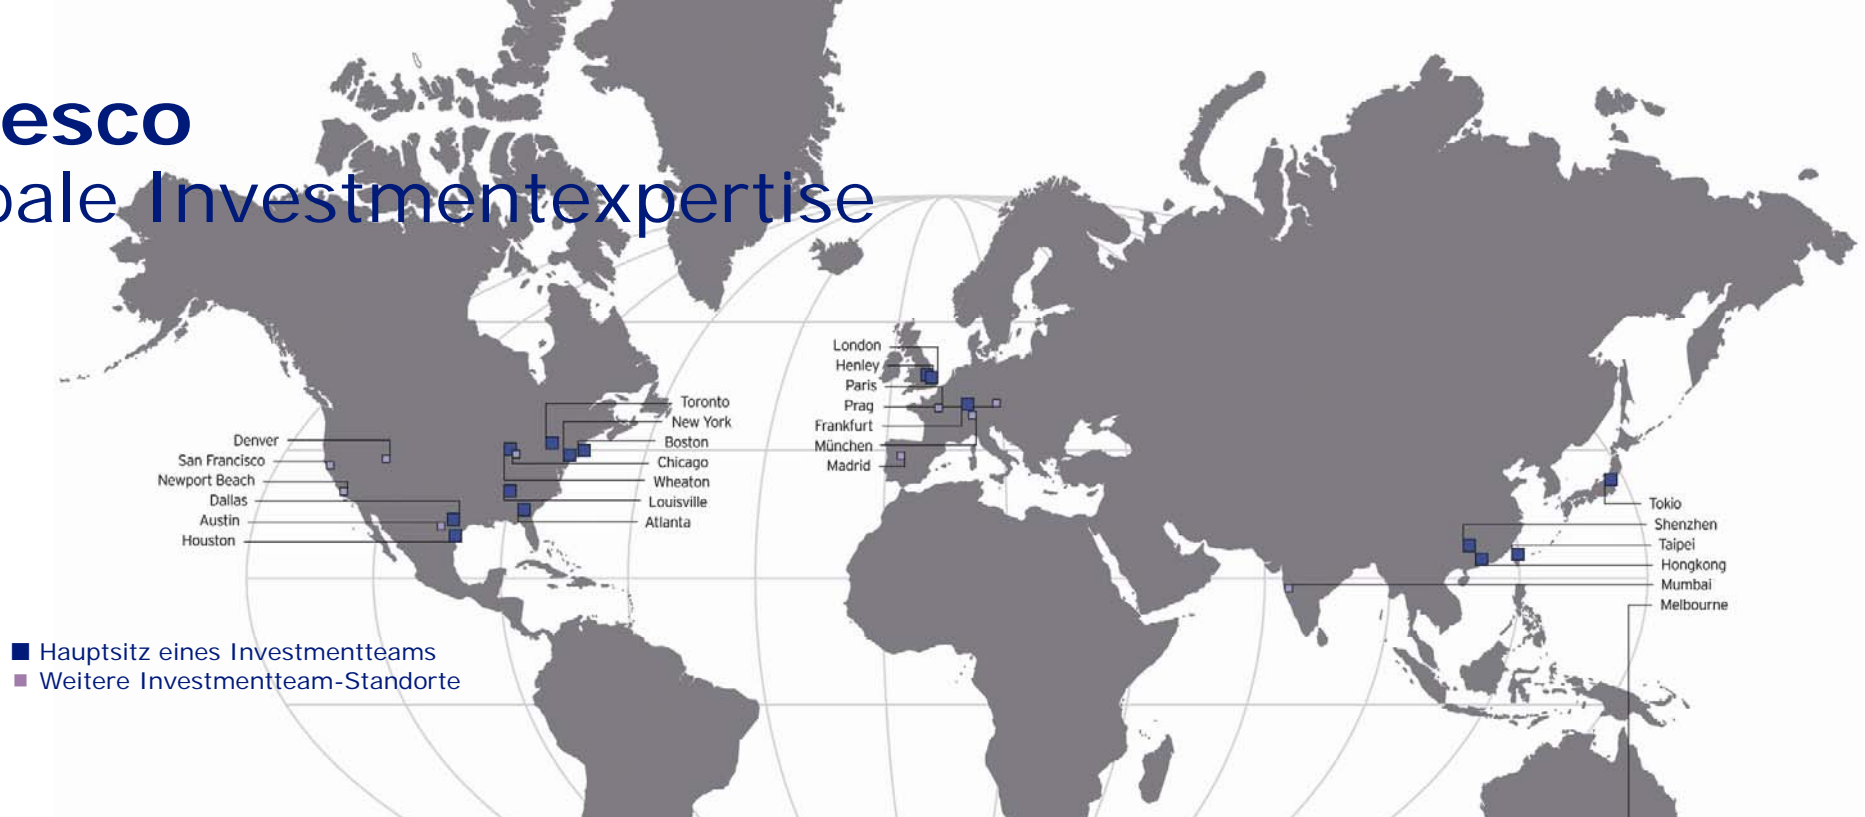 esco
bale Investmentexpertise
London
Henley
Paris
Prag
Frankfurt
München
Madrid
Toronto
New York
Boston
Chicago
Wheaton
Louisville
Atlanta
Denver
San Francisco
Newport Beach
Dallas
Austin
Houston
Tokio
Shenzhen
Taipei
Hongkong
Mumbai
Melbourne
Hauptsitz eines Investmentteams
Weitere Investmentteam-Standorte